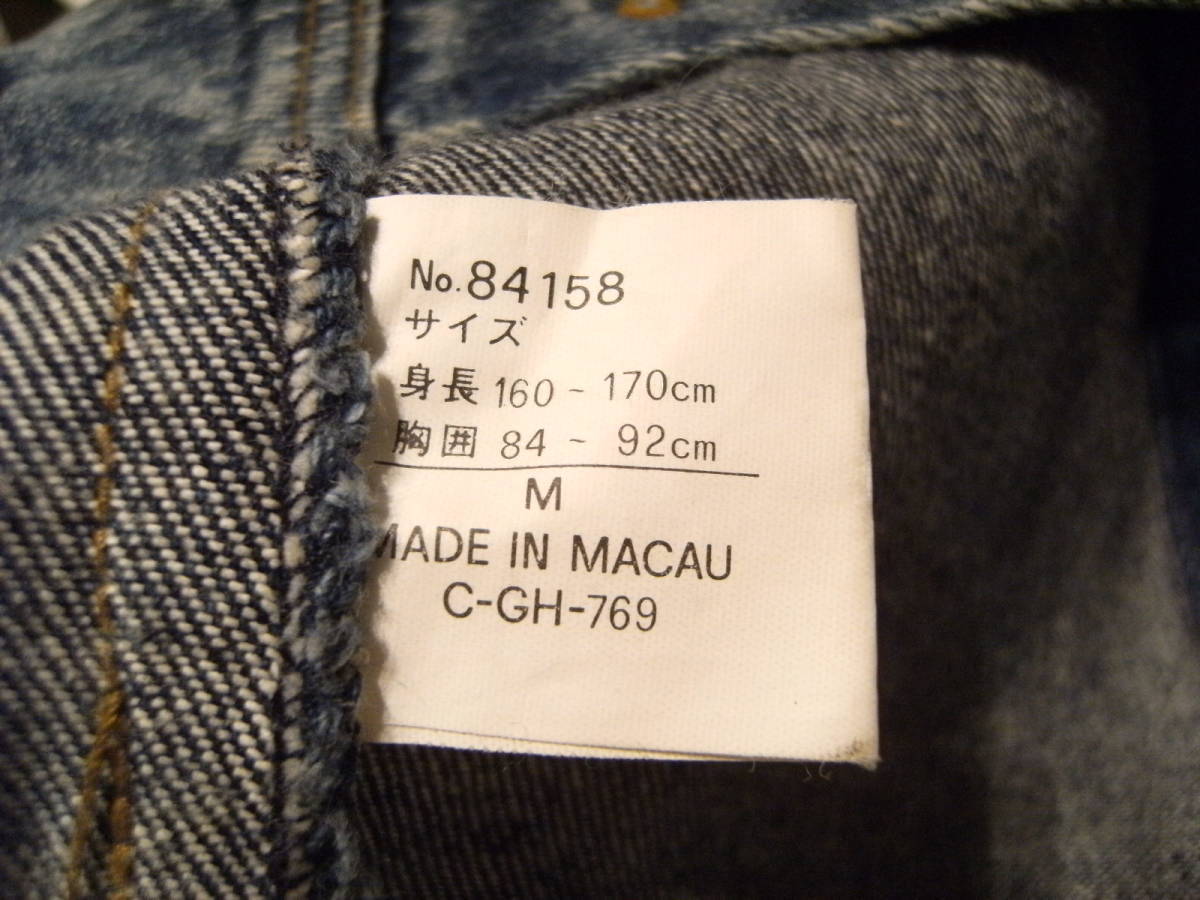 No.84158
サイズ
身長 160 ~ 170cm
胸囲 84 ~ 92cm
M
MADE IN MACAU
C-GH-769